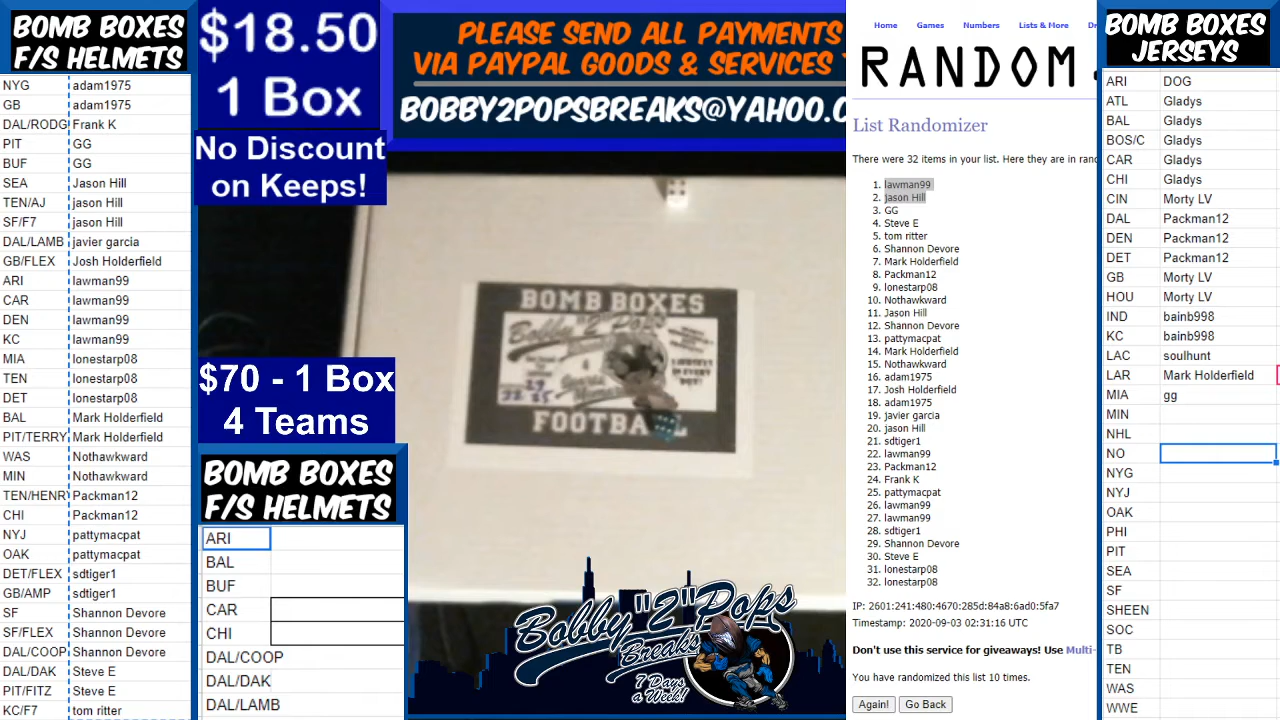 BOMB BOXES
F/S HELMETS
NYG adam1975
GB adam1975
DAL/RODG Frank K
PIT GG
BUF GG
SEA Jason Hill
TEN/AJ jason Hill
SF/F7 jason Hill
DAL/LAMB javier garcia
GB/FLEX Josh Holderfield
ARI lawman99
CAR lawman99
DEN lawman99
KC lawman99
MIA lonestarp08
TEN lonestarp08
DET lonestarp08
BAL Mark Holderfield
PIT/TERRY Mark Holderfield
WAS Nothawkward
MIN Nothawkward
TEN/HENR Packman12
CHI Packman12
NYJ pattymacpat
OAK pattymacpat
DET/FLEX sdtiger1
GB/AMP sdtiger1
SF Shannon Devore
SF/FLEX Shannon Devore
DAL/COOP Shannon Devore
DAL/DAK Steve E
PIT/FITZ Steve E
KC/F7 tom ritter
$18.50
1 Box
No Discount
on Keeps!
$70 - 1 Box
4 Teams
BOMB BOXES
F/S HELMETS
ARI
BAL
BUF
CAR
CHI
DAL/COOP
DAL/DAK
DAL/LAMB
PLEASE SEND ALL PAYMENTS
VIA PAYPAL GOODS & SERVICES
BOBBY2POPSBREAKS@YAHOO.C
BOMB BOXES
Bobby "2" Pops
FOOTBALL
Bobby "2" Pops
Breaks
7 Days
a Week!
Home Games Numbers Lists & More
RANDOM.
List Randomizer
There were 32 items in your list. Here they are in
1. lawman99
2. jason Hill
3. GG
4. Steve E
5. tom ritter
6. Shannon Devore
7. Mark Holderfield
8. Packman12
9. lonestarp08
10. Nothawkward
11. Jason Hill
12. Shannon Devore
13. pattymacpat
14. Mark Holderfield
15. Nothawkward
16. adam1975
17. Josh Holderfield
18. adam1975
19. javier garcia
20. jason Hill
21. sdtiger1
22. lawman99
23. Packman12
24. Frank K
25. pattymacpat
26. lawman99
27. lawman99
28. sdtiger1
29. Shannon Devore
30. Steve E
31. lonestarp08
32. lonestarp08
IP: 2601:241:480:4670:285d:84a8:6ad0:5fa7
Timestamp: 2020-09-03 02:31:16 UTC
Don't use this service for giveaways! Use Multi-
You have randomized this list 10 times.
Again! Go Back
BOMB BOXES
JERSEYS
ARI DOG
ATL Gladys
BAL Gladys
BOS/C Gladys
CAR Gladys
CHI Gladys
CIN Morty LV
DAL Packman12
DEN Packman12
DET Packman12
GB Morty LV
HOU Morty LV
IND bainb998
KC bainb998
LAC soulhunt
LAR Mark Holderfield
MIA gg
MIN
NHL
NO
NYG
NYJ
OAK
PHI
PIT
SEA
SF
SHEEN
SOC
TB
TEN
WAS
WWE